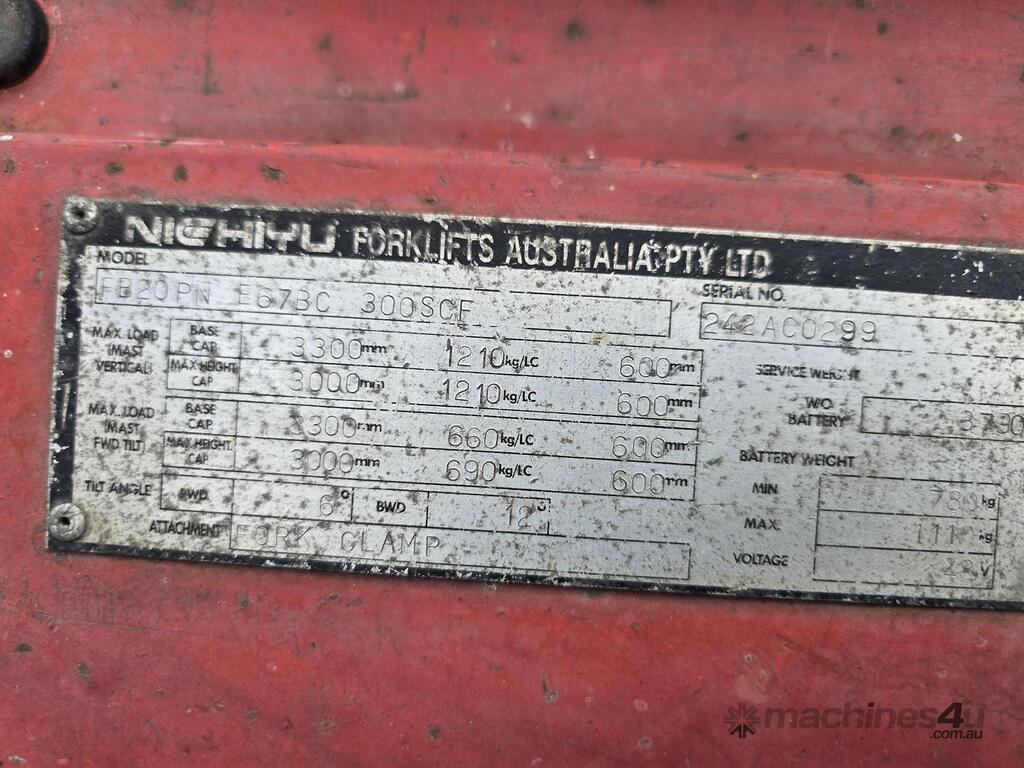 NICHIYU FORKLIFTS AUSTRALIA PTY LTD
MODEL
FB20PN E67BC 300SCF
SERIAL NO.
242AC0299
MAX. LOAD (MAST VERTICAL)
BASE CAP. 3300mm 1210kg/LC 600mm
MAX HEIGHT CAP 3000mm 1210kg/LC 600mm
MAX. LOAD (MAST FWD TILT)
BASE CAP. 3300mm 660kg/LC 600mm
MAX HEIGHT. CAP 3000mm 690kg/LC 600mm
TILT ANGLE FWD. 6° BWD 12°
ATTACHMENT FORK CLAMP
SERVICE WEIGHT
W/O BATTERY
BATTERY WEIGHT
MIN kg
MAX. kg
VOLTAGE V
machines4u
.com.au